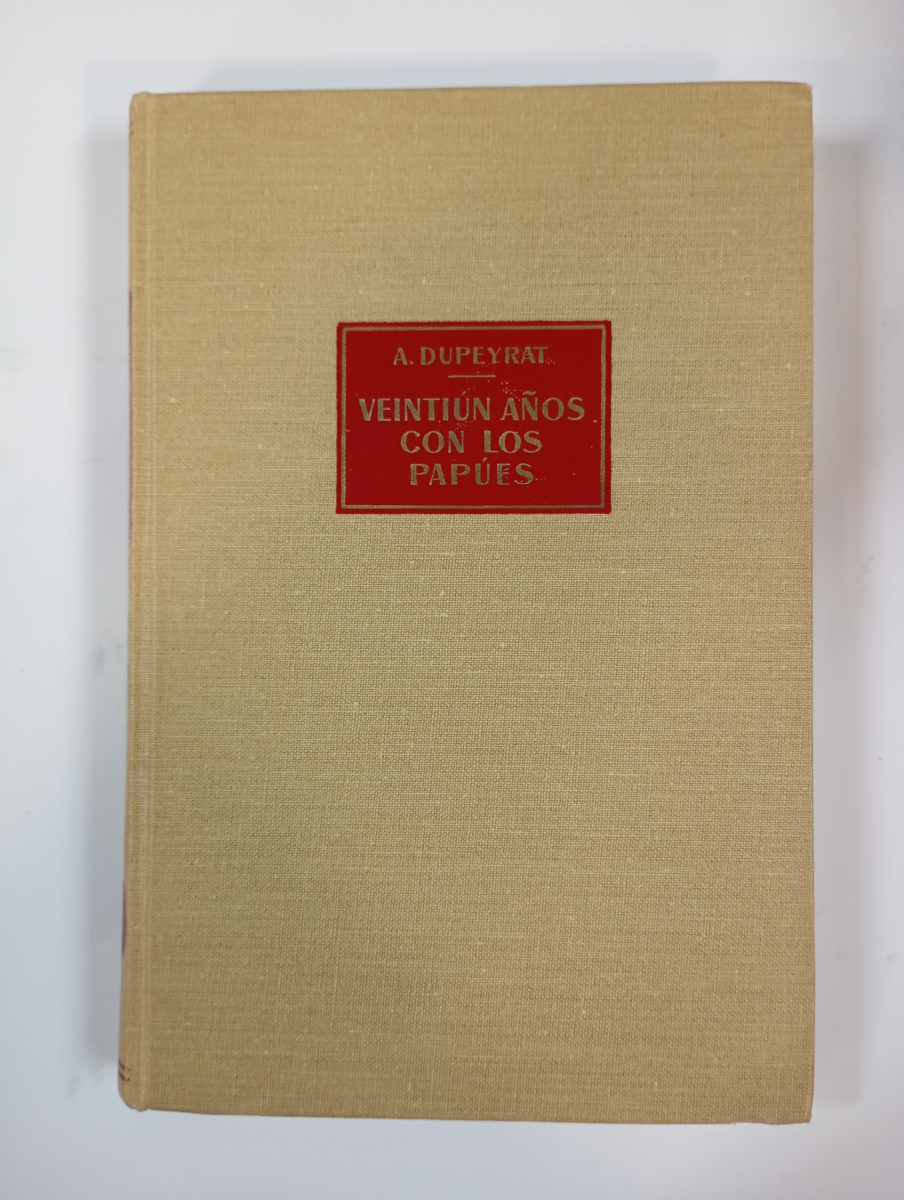 A. DUPEYRAT
VEINTIÚN AÑOS
CON LOS
PAPÚES